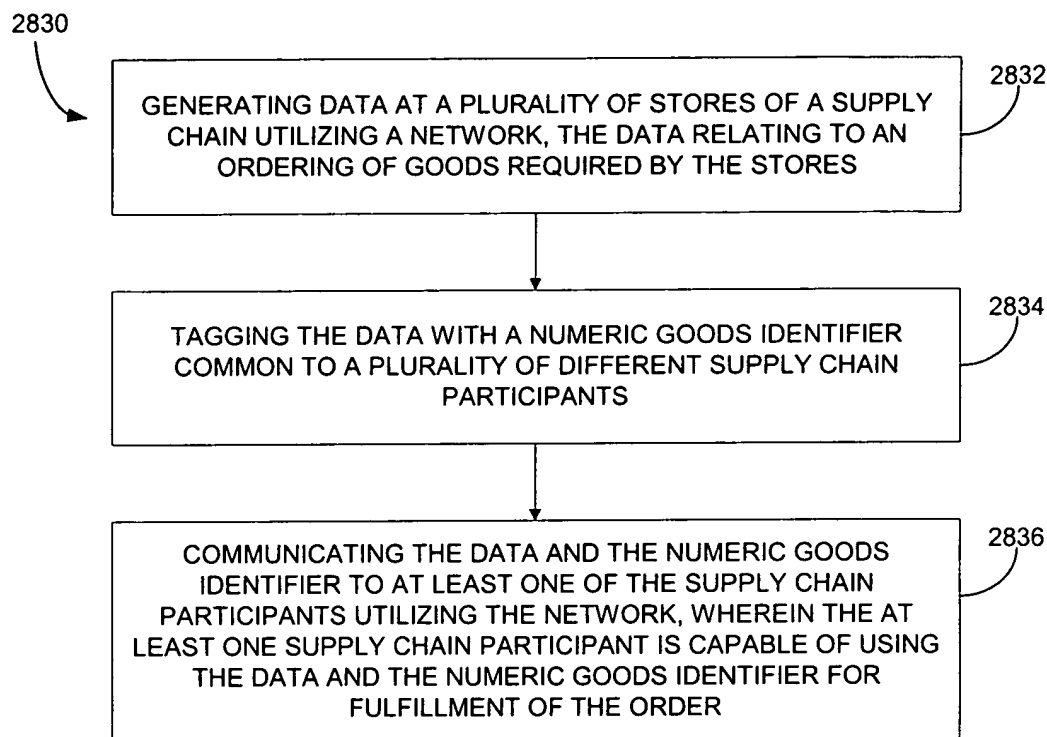 2830
2832
GENERATING DATA AT A PLURALITY OF STORES OF A SUPPLY
CHAIN UTILIZING A NETWORK, THE DATA RELATING TO AN
ORDERING OF GOODS REQUIRED BY THE STORES
2834
TAGGING THE DATA WITH A NUMERIC GOODS IDENTIFIER
COMMON TO A PLURALITY OF DIFFERENT SUPPLY CHAIN
PARTICIPANTS
2836
COMMUNICATING THE DATA AND THE NUMERIC GOODS
IDENTIFIER TO AT LEAST ONE OF THE SUPPLY CHAIN
PARTICIPANTS UTILIZING THE NETWORK, WHEREIN THE AT
LEAST ONE SUPPLY CHAIN PARTICIPANT IS CAPABLE OF USING
THE DATA AND THE NUMERIC GOODS IDENTIFIER FOR
FULFILLMENT OF THE ORDER